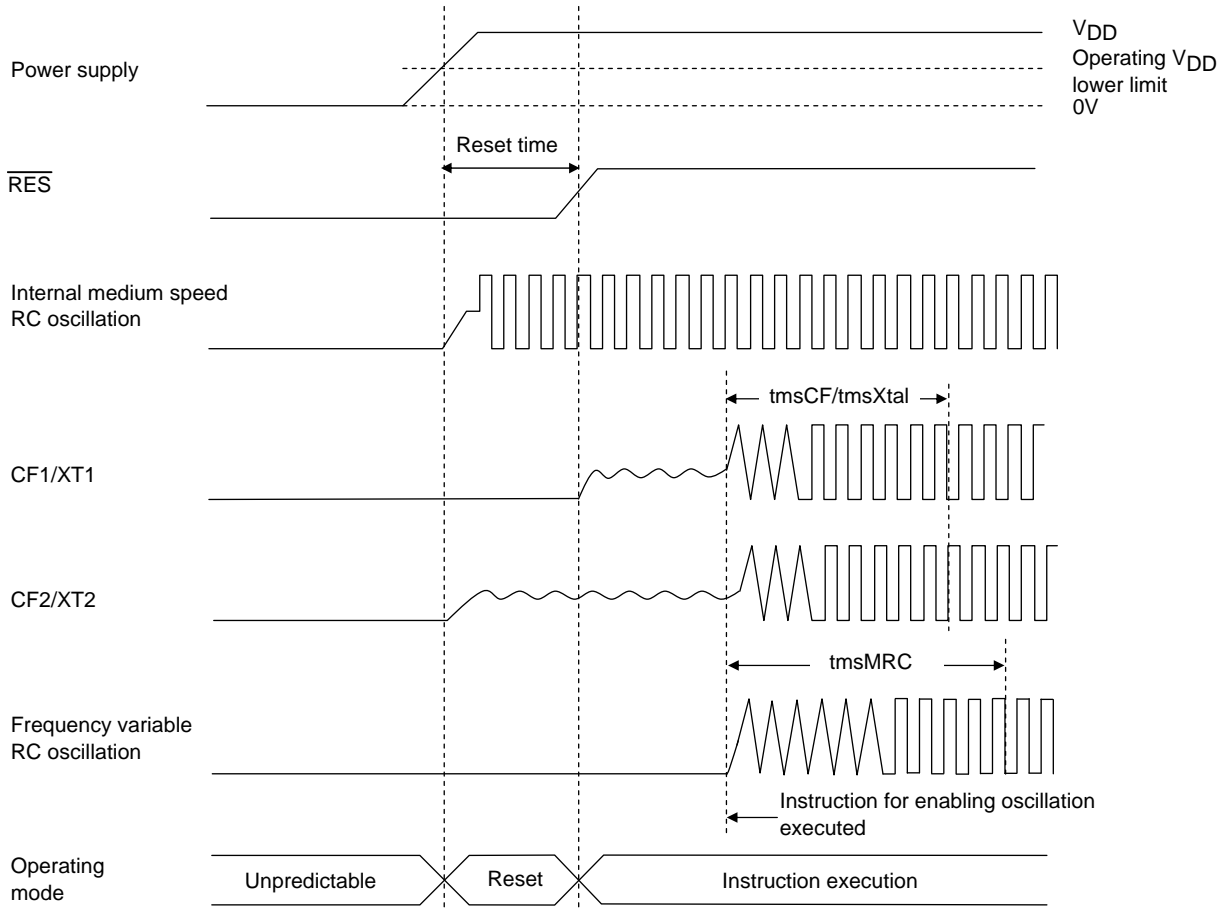 Power supply
VDD
Operating VDD
lower limit
0V
Reset time
RES
Internal medium speed
RC oscillation
tmsCF/tmsXtal
CF1/XT1
CF2/XT2
tmsMRC
Frequency variable
RC oscillation
Instruction for enabling oscillation
executed
Operating
mode
Unpredictable
Reset
Instruction execution